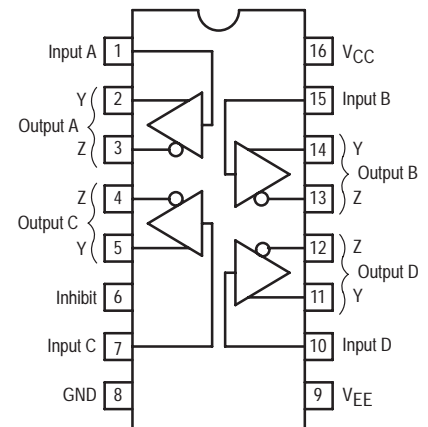 Input A 1 16 VCC
Y 2 15 Input B
Output A
Z 3 14 Y
Output B
Z 4 13 Z
Output C
Y 5 12 Z
Output D
Inhibit 6 11 Y
Input C 7 10 Input D
GND 8 9 VEE